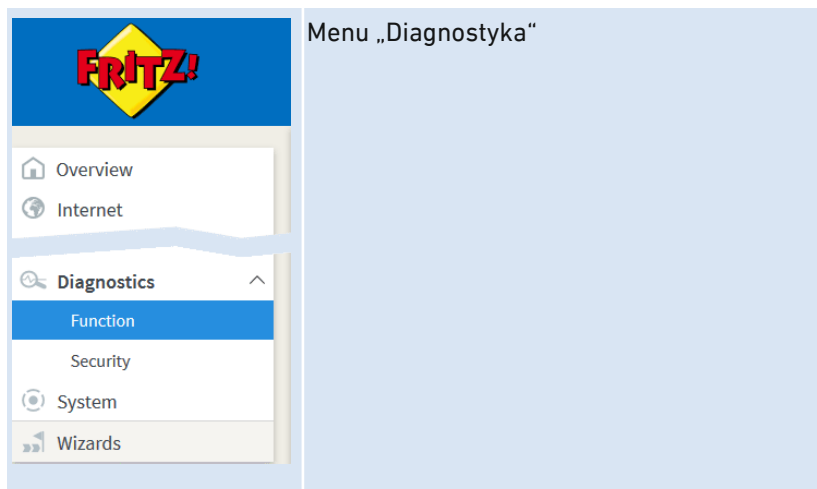 FRITZ!
Menu „Diagnostyka“
Overview
Internet
Diagnostics
Function
Security
System
Wizards